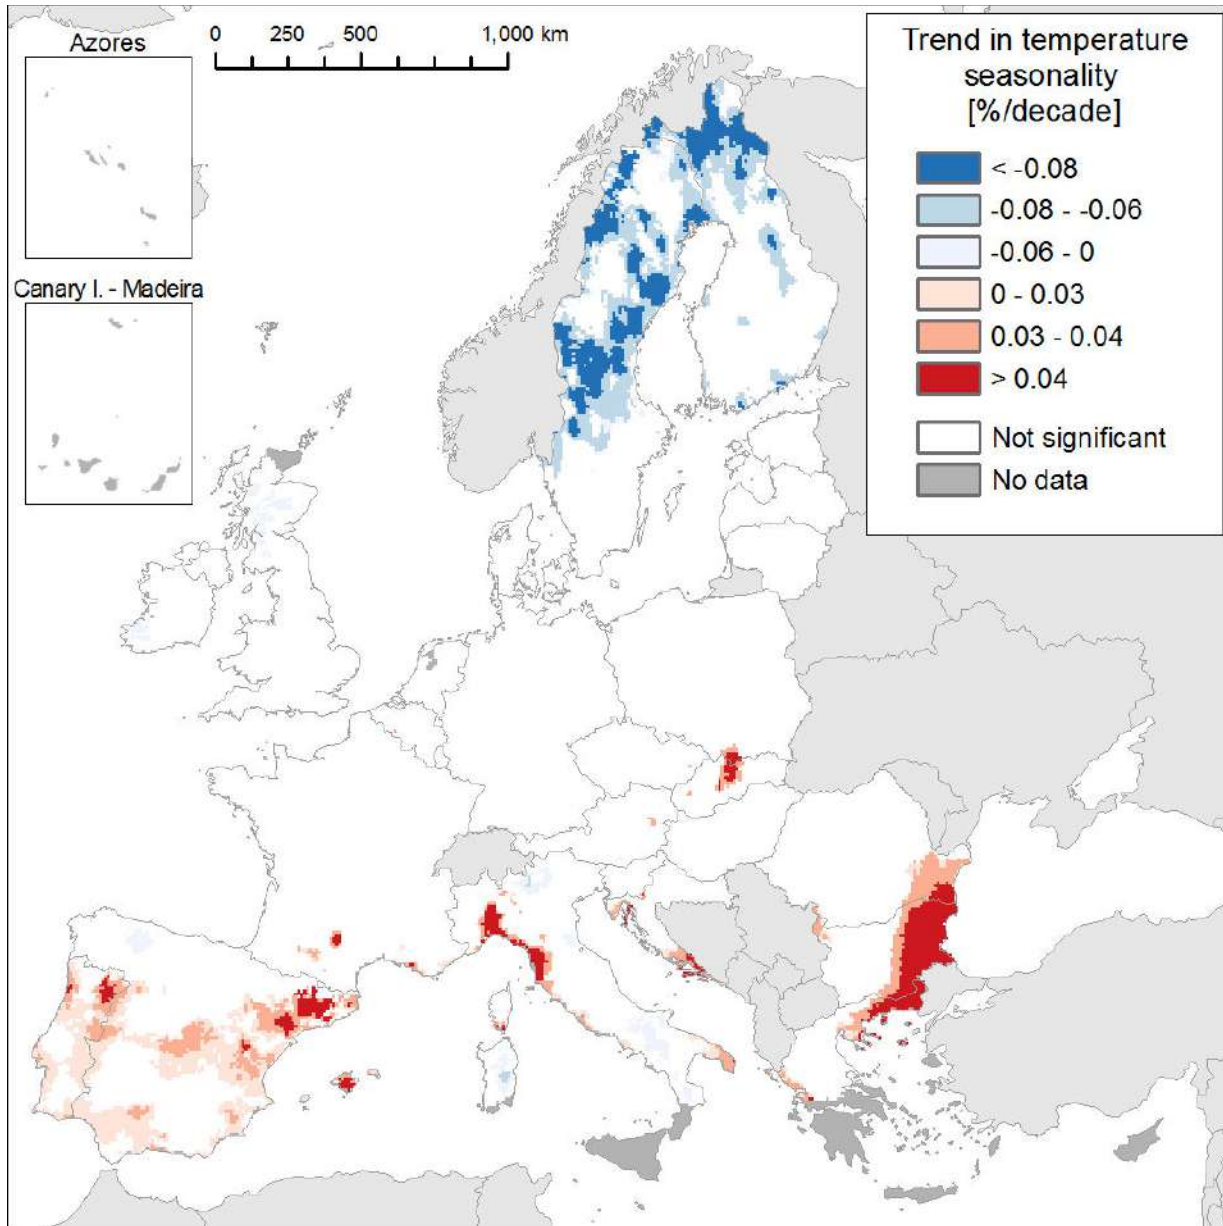 Azores
0 250 500 1,000 km
Canary I. - Madeira
Trend in temperature
seasonality
[%/decade]
< -0.08
-0.08 - -0.06
-0.06 - 0
0 - 0.03
0.03 - 0.04
> 0.04
Not significant
No data